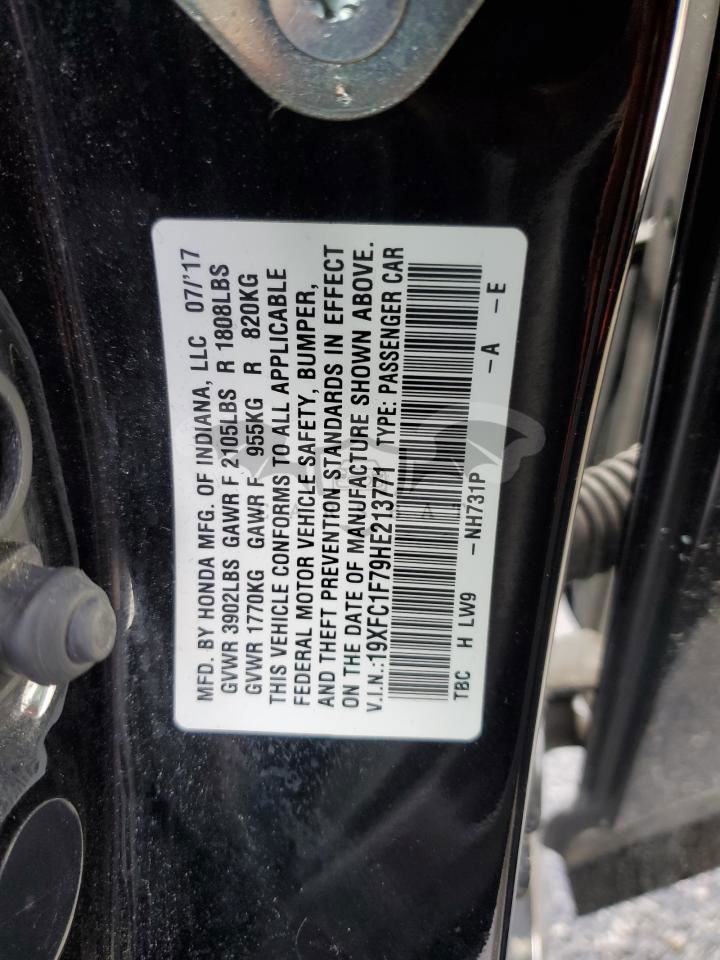 MFD. BY HONDA MFG. OF INDIANA, LLC 07/'17
GVWR 3902LBS GAWR F 2105LBS R 1808LBS
GVWR 1770KG GAWR F 955KG R 820KG
THIS VEHICLE CONFORMS TO ALL APPLICABLE
FEDERAL MOTOR VEHICLE SAFETY, BUMPER,
AND THEFT PREVENTION STANDARDS IN EFFECT
ON THE DATE OF MANUFACTURE SHOWN ABOVE.
V.I.N.:19XFC1F79HE213771 TYPE: PASSENGER CAR
TBC H LW9 -NH731P -A -E